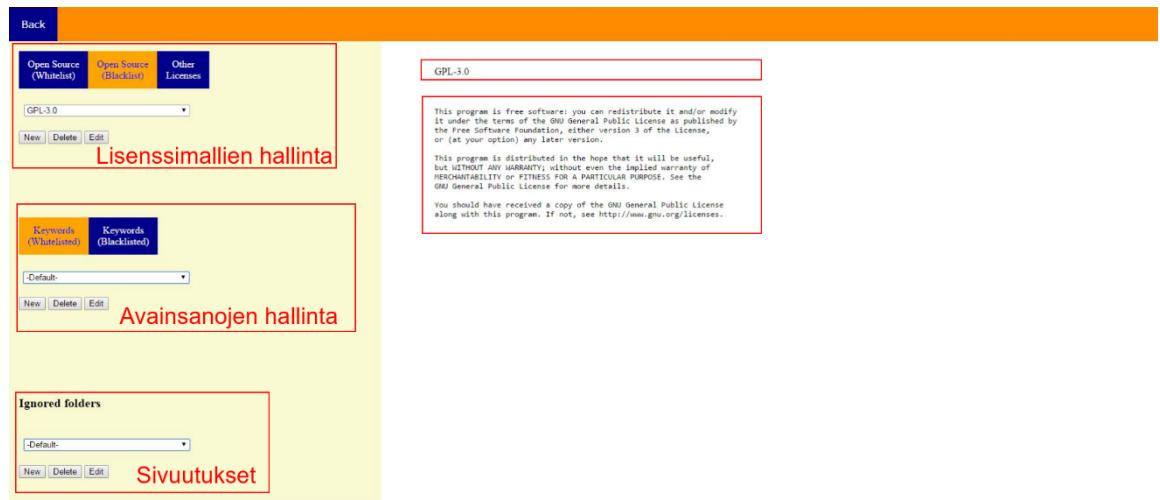 Back
Open Source
(Whitelist)
Open Source
(Blacklist)
Other
Licenses
GPL-3.0
New Delete Edit
Lisenssimallien hallinta
Keywords
(Whitelisted)
Keywords
(Blacklisted)
-Default-
New Delete Edit
Avainsanojen hallinta
Ignored folders
-Default-
New Delete Edit
Sivuutukset
GPL-3.0
This program is free software: you can redistribute it and/or modify
it under the terms of the GNU General Public License as published by
the Free Software Foundation, either version 3 of the License,
or (at your option) any later version.
This program is distributed in the hope that it will be useful,
but WITHOUT ANY WARRANTY; without even the implied warranty of
MERCHANTABILITY or FITNESS FOR A PARTICULAR PURPOSE. See the
GNU General Public License for more details.
You should have received a copy of the GNU General Public License
along with this program. If not, see http://www.gnu.org/licenses.